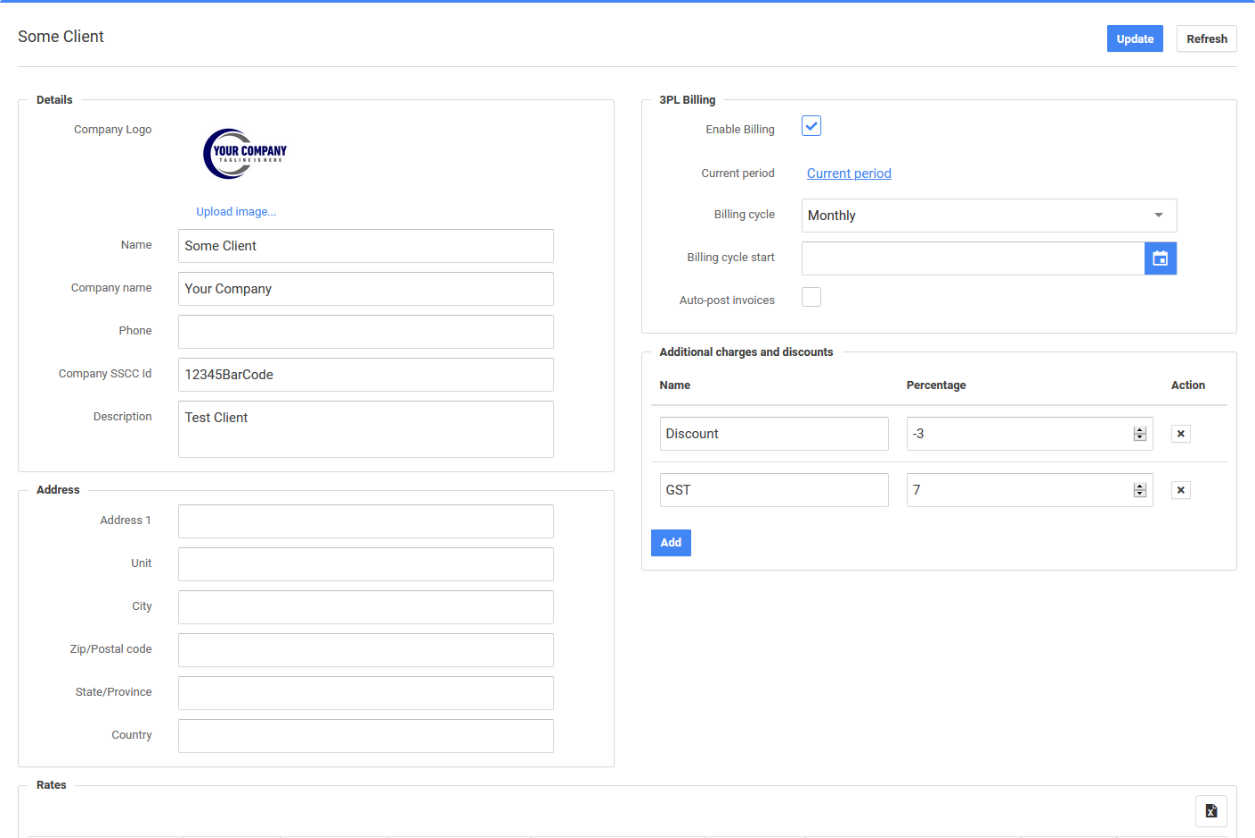 Some Client
Update
Refresh
Details
Company Logo
YOUR COMPANY
TAGLINE IS HERE
Upload image...
Name
Some Client
Company name
Your Company
Phone
Company SSCC Id
12345BarCode
Description
Test Client
Address
Address 1
Unit
City
Zip/Postal code
State/Province
Country
3PL Billing
Enable Billing
Current period
Current period
Billing cycle
Monthly
Billing cycle start
Auto-post invoices
Additional charges and discounts
Name Percentage Action
Discount -3
GST 7
Add
Rates